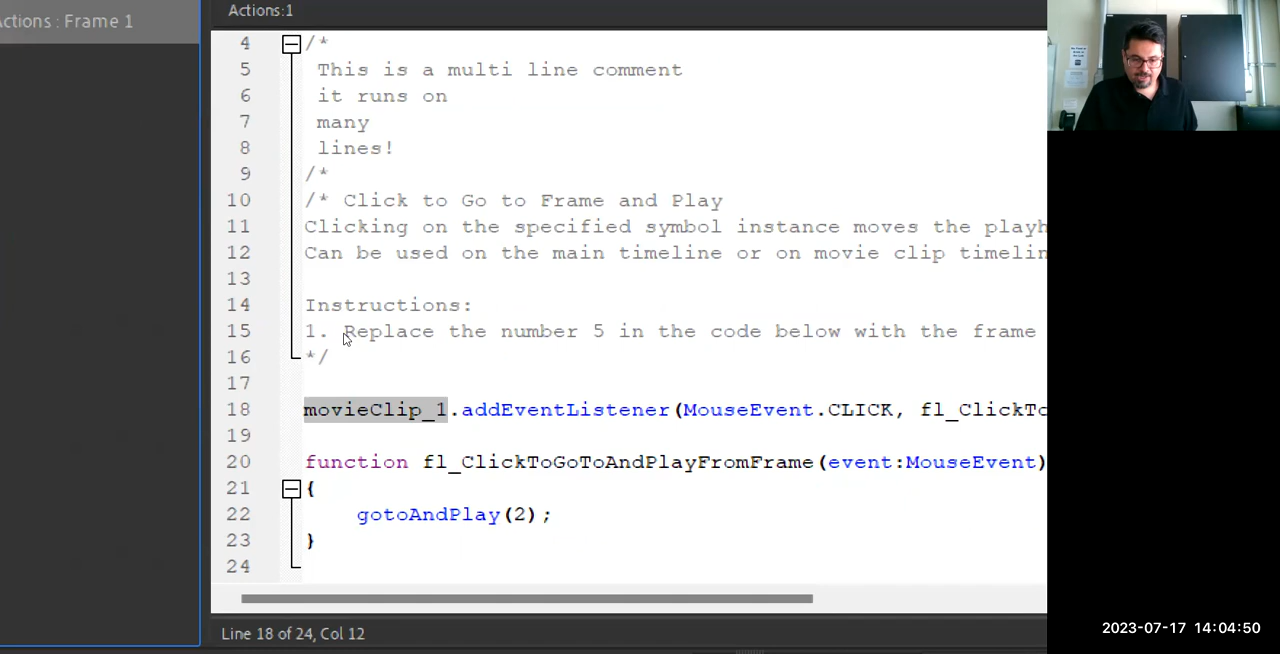 ctions : Frame 1
Actions:1
4 /*
5 This is a multi line comment
6 it runs on
7 many
8 lines!
9 /*
10 /* Click to Go to Frame and Play
11 Clicking on the specified symbol instance moves the playh
12 Can be used on the main timeline or on movie clip timelin
13
14 Instructions:
15 1. Replace the number 5 in the code below with the frame
16 */
17
18 movieClip_1.addEventListener(MouseEvent.CLICK, fl_ClickTo
19
20 function fl_ClickToGoToAndPlayFromFrame(event:MouseEvent)
21 {
22 gotoAndPlay(2);
23 }
24
Line 18 of 24, Col 12
2023-07-17 14:04:50